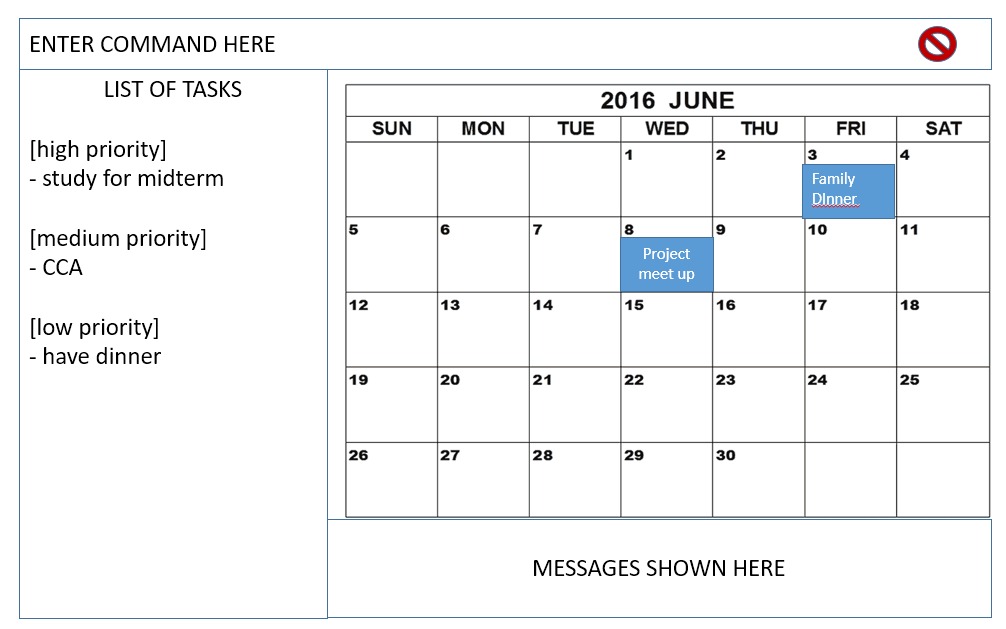 ENTER COMMAND HERE
LIST OF TASKS
[high priority]
- study for midterm
[medium priority]
- CCA
[low priority]
- have dinner
2016 JUNE
SUN MON TUE WED THU FRI SAT
1 2 3 4
Family
DInner
5 6 7 8 9 10 11
Project
meet up
12 13 14 15 16 17 18
19 20 21 22 23 24 25
26 27 28 29 30
MESSAGES SHOWN HERE